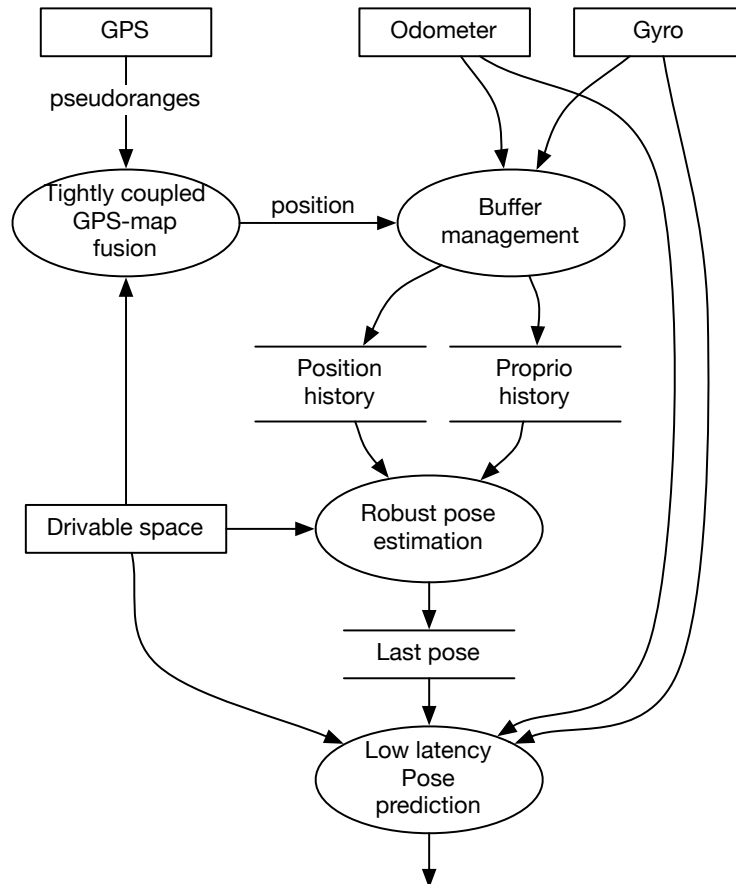 GPS
Odometer
Gyro
pseudoranges
Tightly coupled
GPS-map
fusion
position
Buffer
management
Position
history
Proprio
history
Drivable space
Robust pose
estimation
Last pose
Low latency
Pose
prediction